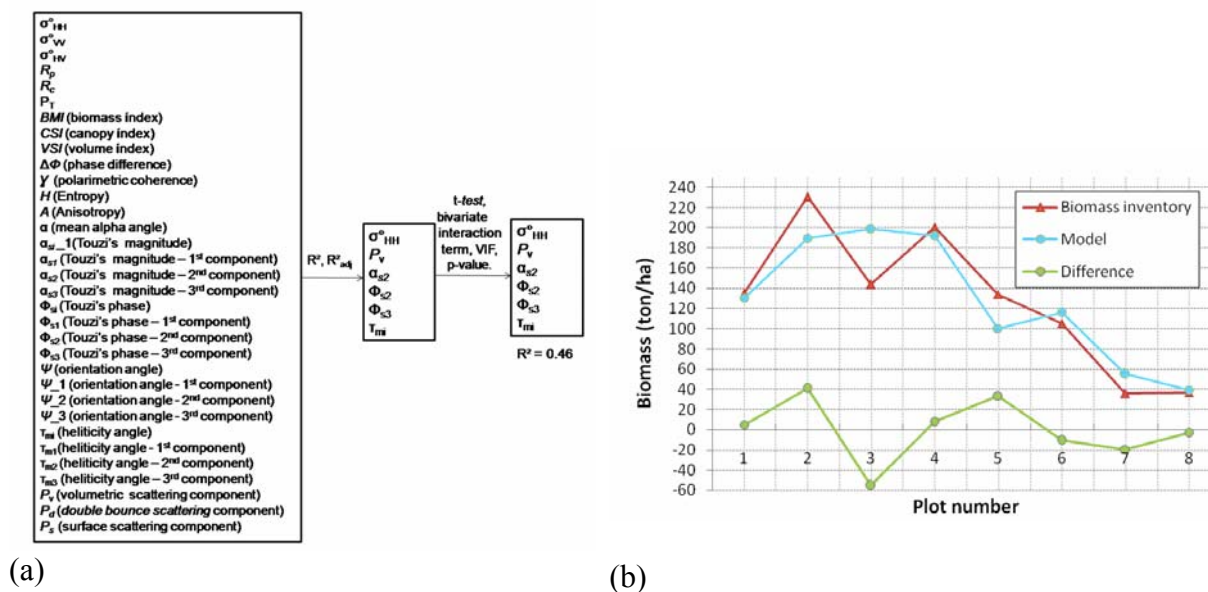 σ°HH
σ°VV
σ°HV
Rp
Rc
PT
BMI (biomass index)
CSI (canopy index)
VSI (volume index)
ΔΦ (phase difference)
γ (polarimetric coherence)
H (Entropy)
A (Anisotropy)
α (mean alpha angle)
αsi_1 (Touzi's magnitude)
αs1 (Touzi's magnitude – 1st component)
αs2 (Touzi's magnitude – 2nd component)
αs3 (Touzi's magnitude – 3rd component)
Φsi (Touzi's phase)
Φs1 (Touzi's phase – 1st component)
Φs2 (Touzi's phase – 2nd component)
Φs3 (Touzi's phase – 3rd component)
Ψ (orientation angle)
Ψ_1 (orientation angle - 1st component)
Ψ_2 (orientation angle - 2nd component)
Ψ_3 (orientation angle - 3rd component)
τmi (heliticity angle)
τm1(heliticity angle - 1st component)
τm2 (heliticity angle – 2nd component)
τm3 (heliticity angle – 3rd component)
Pv (volumetric scattering component)
Pd (double bounce scattering component)
Ps (surface scattering component)
R², R²adj
σ°HH
Pv
αs2
Φs2
Φs3
τmi
t-test,
bivariate
interaction
term, VIF,
p-value.
σ°HH
Pv
αs2
Φs2
Φs3
τmi
R² = 0.46
(a)
Biomass (ton/ha)
240
220
200
180
160
140
120
100
80
60
40
20
0
-20
-40
-60
Biomass inventory
Model
Difference
1 2 3 4 5 6 7 8
Plot number
(b)